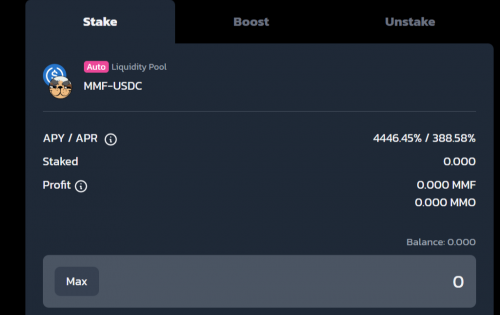 Stake Boost Unstake
Auto Liquidity Pool
MMF-USDC
APY / APR 4446.45% / 388.58%
Staked 0.000
Profit 0.000 MMF
0.000 MMO
Balance: 0.000
Max 0